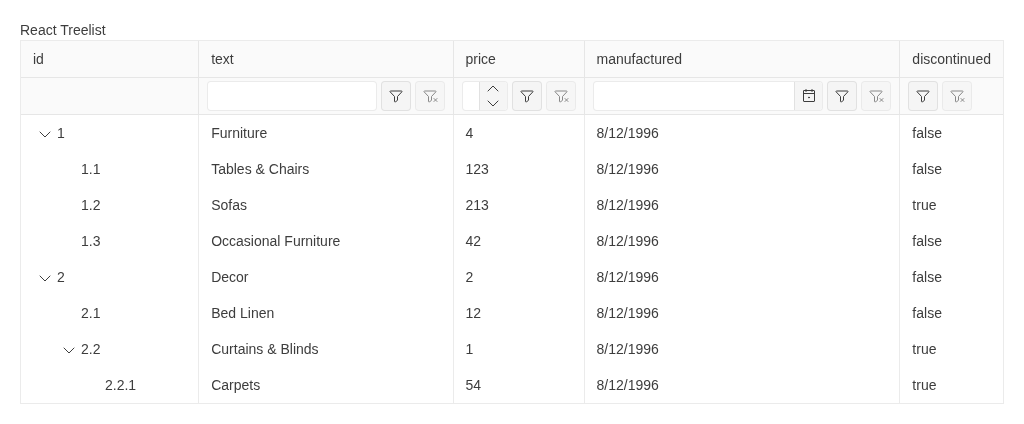 React Treelist
id text price manufactured discontinued
1 Furniture 4 8/12/1996 false
1.1 Tables & Chairs 123 8/12/1996 false
1.2 Sofas 213 8/12/1996 true
1.3 Occasional Furniture 42 8/12/1996 false
2 Decor 2 8/12/1996 false
2.1 Bed Linen 12 8/12/1996 false
2.2 Curtains & Blinds 1 8/12/1996 true
2.2.1 Carpets 54 8/12/1996 true